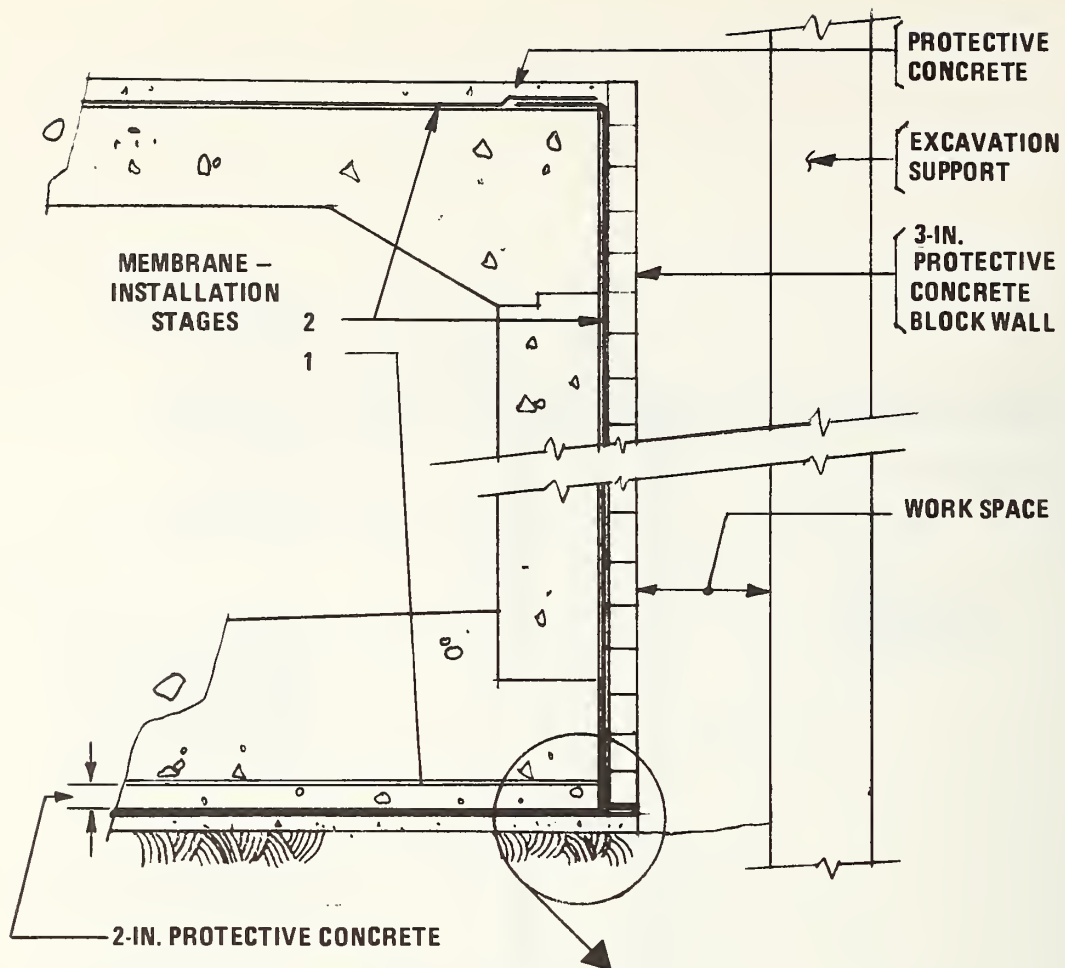 PROTECTIVE
CONCRETE
EXCAVATION
SUPPORT
3-IN.
PROTECTIVE
CONCRETE
BLOCK WALL
MEMBRANE –
INSTALLATION
STAGES 2
1
WORK SPACE
2-IN. PROTECTIVE CONCRETE